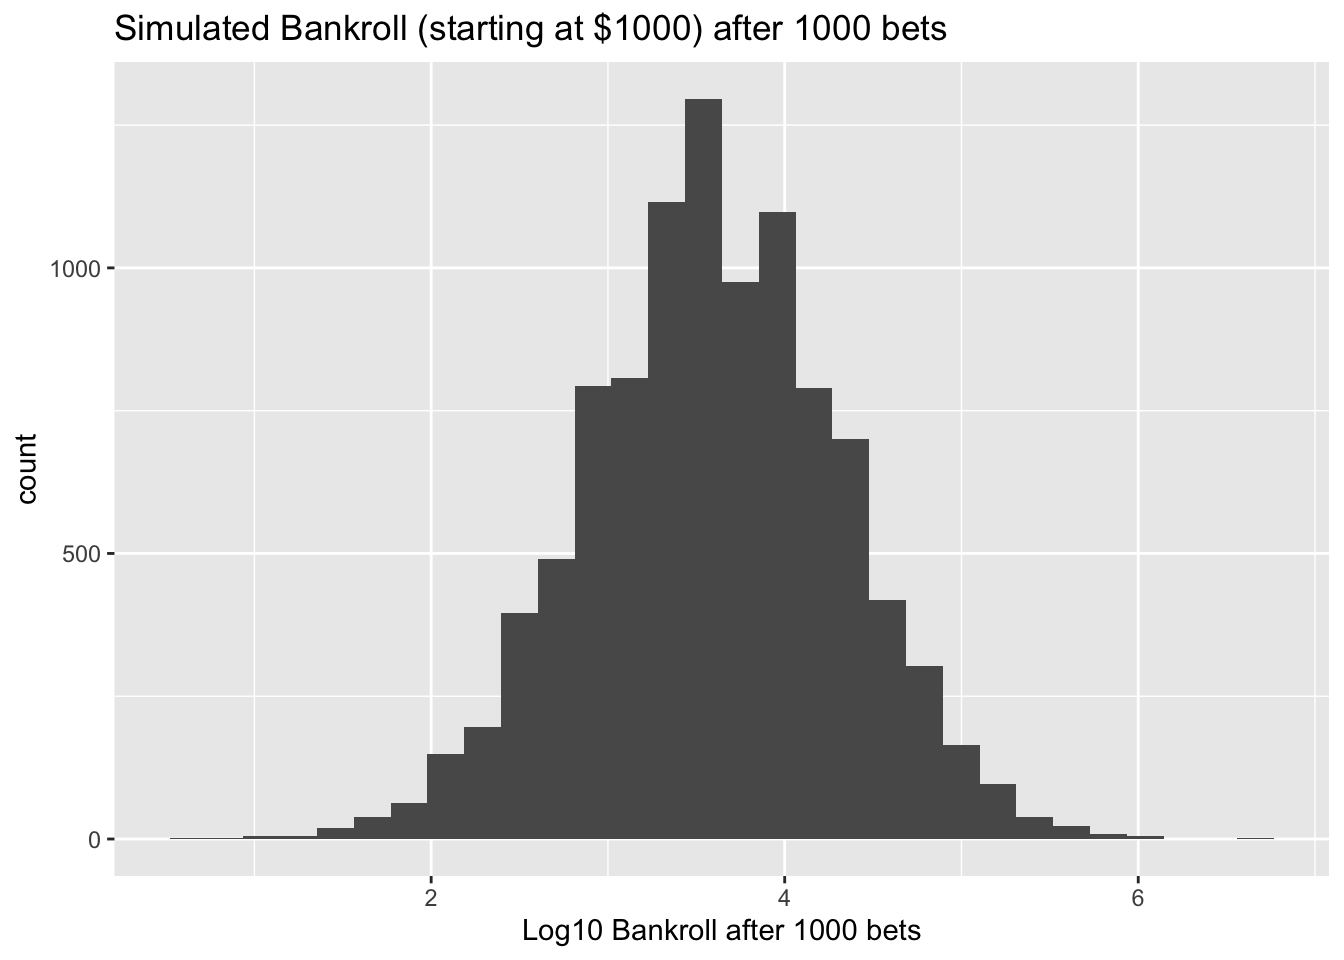 Simulated Bankroll (starting at $1000) after 1000 bets
1000
500
0
count
2 4 6
Log10 Bankroll after 1000 bets